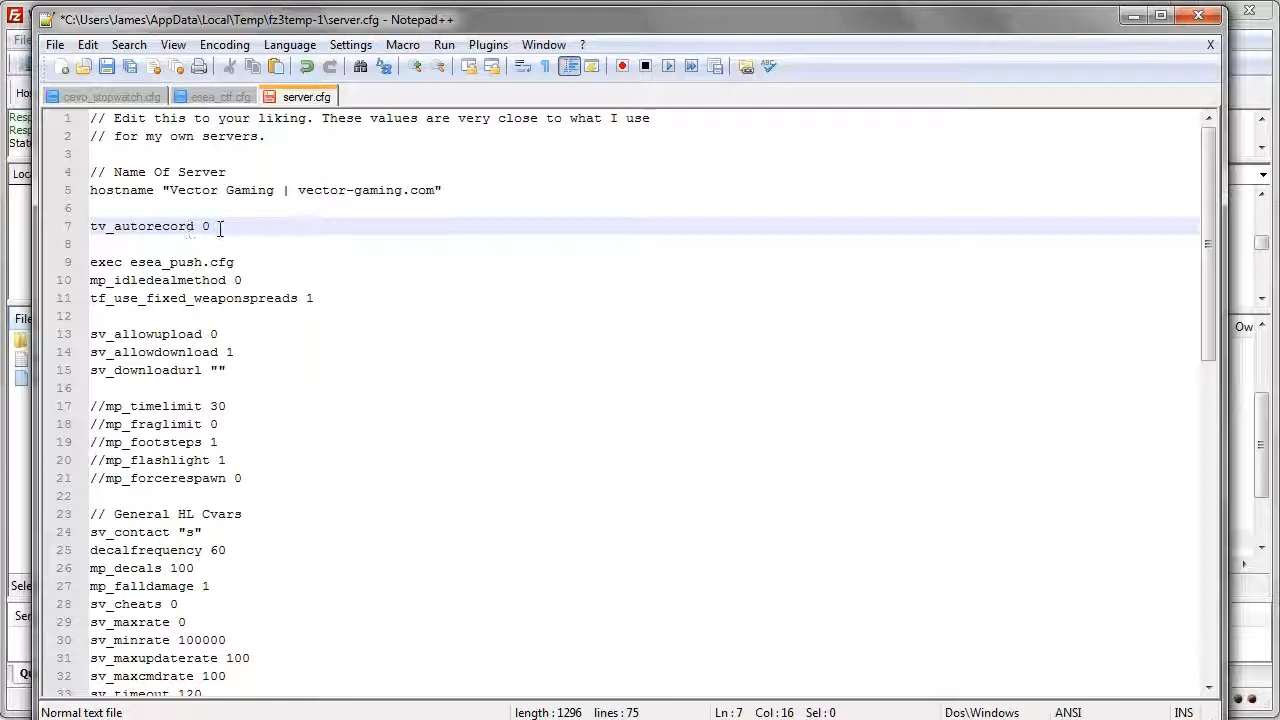 *C:\Users\James\AppData\Local\Temp\fz3temp-1\server.cfg - Notepad++
File Edit Search View Encoding Language Settings Macro Run Plugins Window ? X
cevo_stopwatch.cfg esea_ctf.cfg server.cfg
1 // Edit this to your liking. These values are very close to what I use
2 // for my own servers.
3
4 // Name Of Server
5 hostname "Vector Gaming | vector-gaming.com"
6
7 tv_autorecord 0
8
9 exec esea_push.cfg
10 mp_idledealmethod 0
11 tf_use_fixed_weaponspreads 1
12
13 sv_allowupload 0
14 sv_allowdownload 1
15 sv_downloadurl ""
16
17 //mp_timelimit 30
18 //mp_fraglimit 0
19 //mp_footsteps 1
20 //mp_flashlight 1
21 //mp_forcerespawn 0
22
23 // General HL Cvars
24 sv_contact "s"
25 decalfrequency 60
26 mp_decals 100
27 mp_falldamage 1
28 sv_cheats 0
29 sv_maxrate 0
30 sv_minrate 100000
31 sv_maxupdaterate 100
32 sv_maxcmdrate 100
33 sv_timeout 120
Normal text file length : 1296 lines : 75 Ln : 7 Col : 16 Sel : 0 Dos\Windows ANSI INS